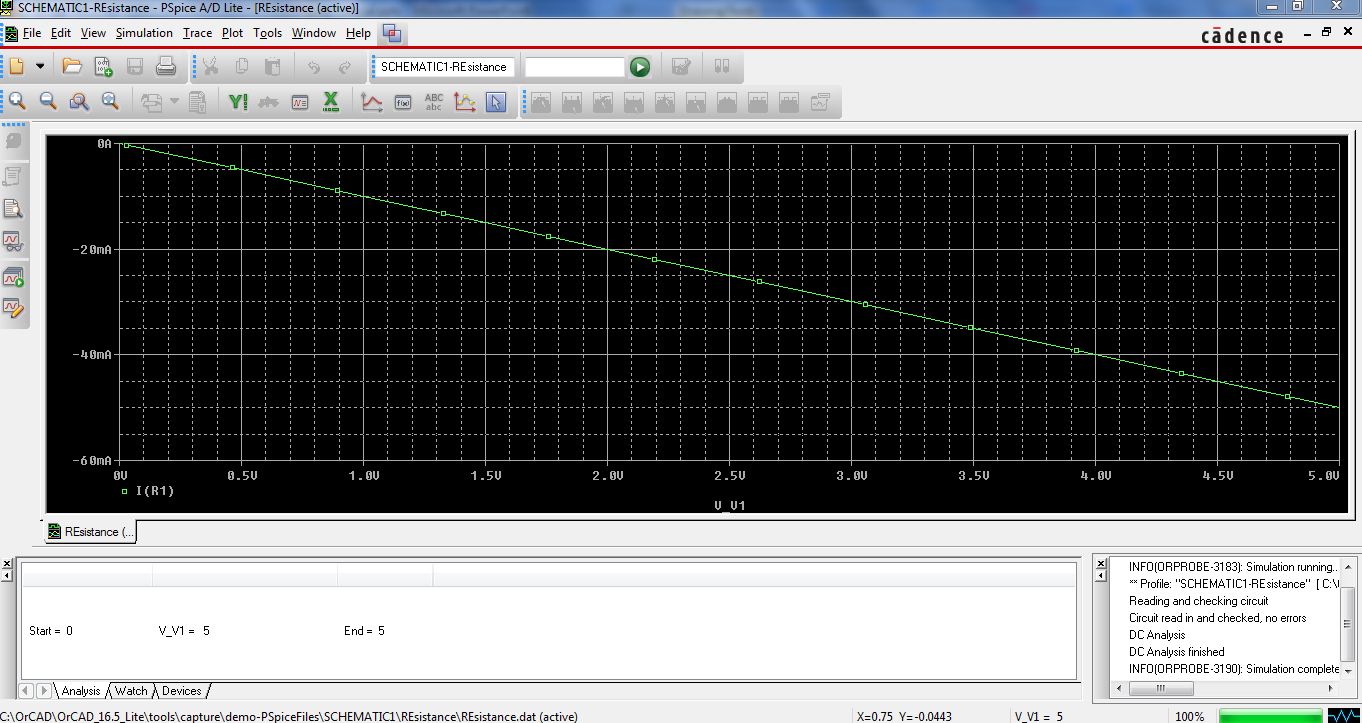 SCHEMATIC1-REsistance - PSpice A/D Lite - [REsistance (active)]
File Edit View Simulation Trace Plot Tools Window Help
cādence
SCHEMATIC1-REsistance
ABC
abc
0A
-20mA
-40mA
-60mA
0V 0.5V 1.0V 1.5V 2.0V 2.5V 3.0V 3.5V 4.0V 4.5V 5.0V
I(R1)
V_V1
REsistance (...
Start = 0 V_V1 = 5 End = 5
Analysis Watch Devices
INFO(ORPROBE-3183): Simulation running...
** Profile: "SCHEMATIC1-REsistance" [ C:\
Reading and checking circuit
Circuit read in and checked, no errors
DC Analysis
DC Analysis finished
INFO(ORPROBE-3190): Simulation complete
C:\OrCAD\OrCAD_16.5_Lite\tools\capture\demo-PSpiceFiles\SCHEMATIC1\REsistance\REsistance.dat (active) X=0.75 Y=-0.0443 V_V1 = 5 100%